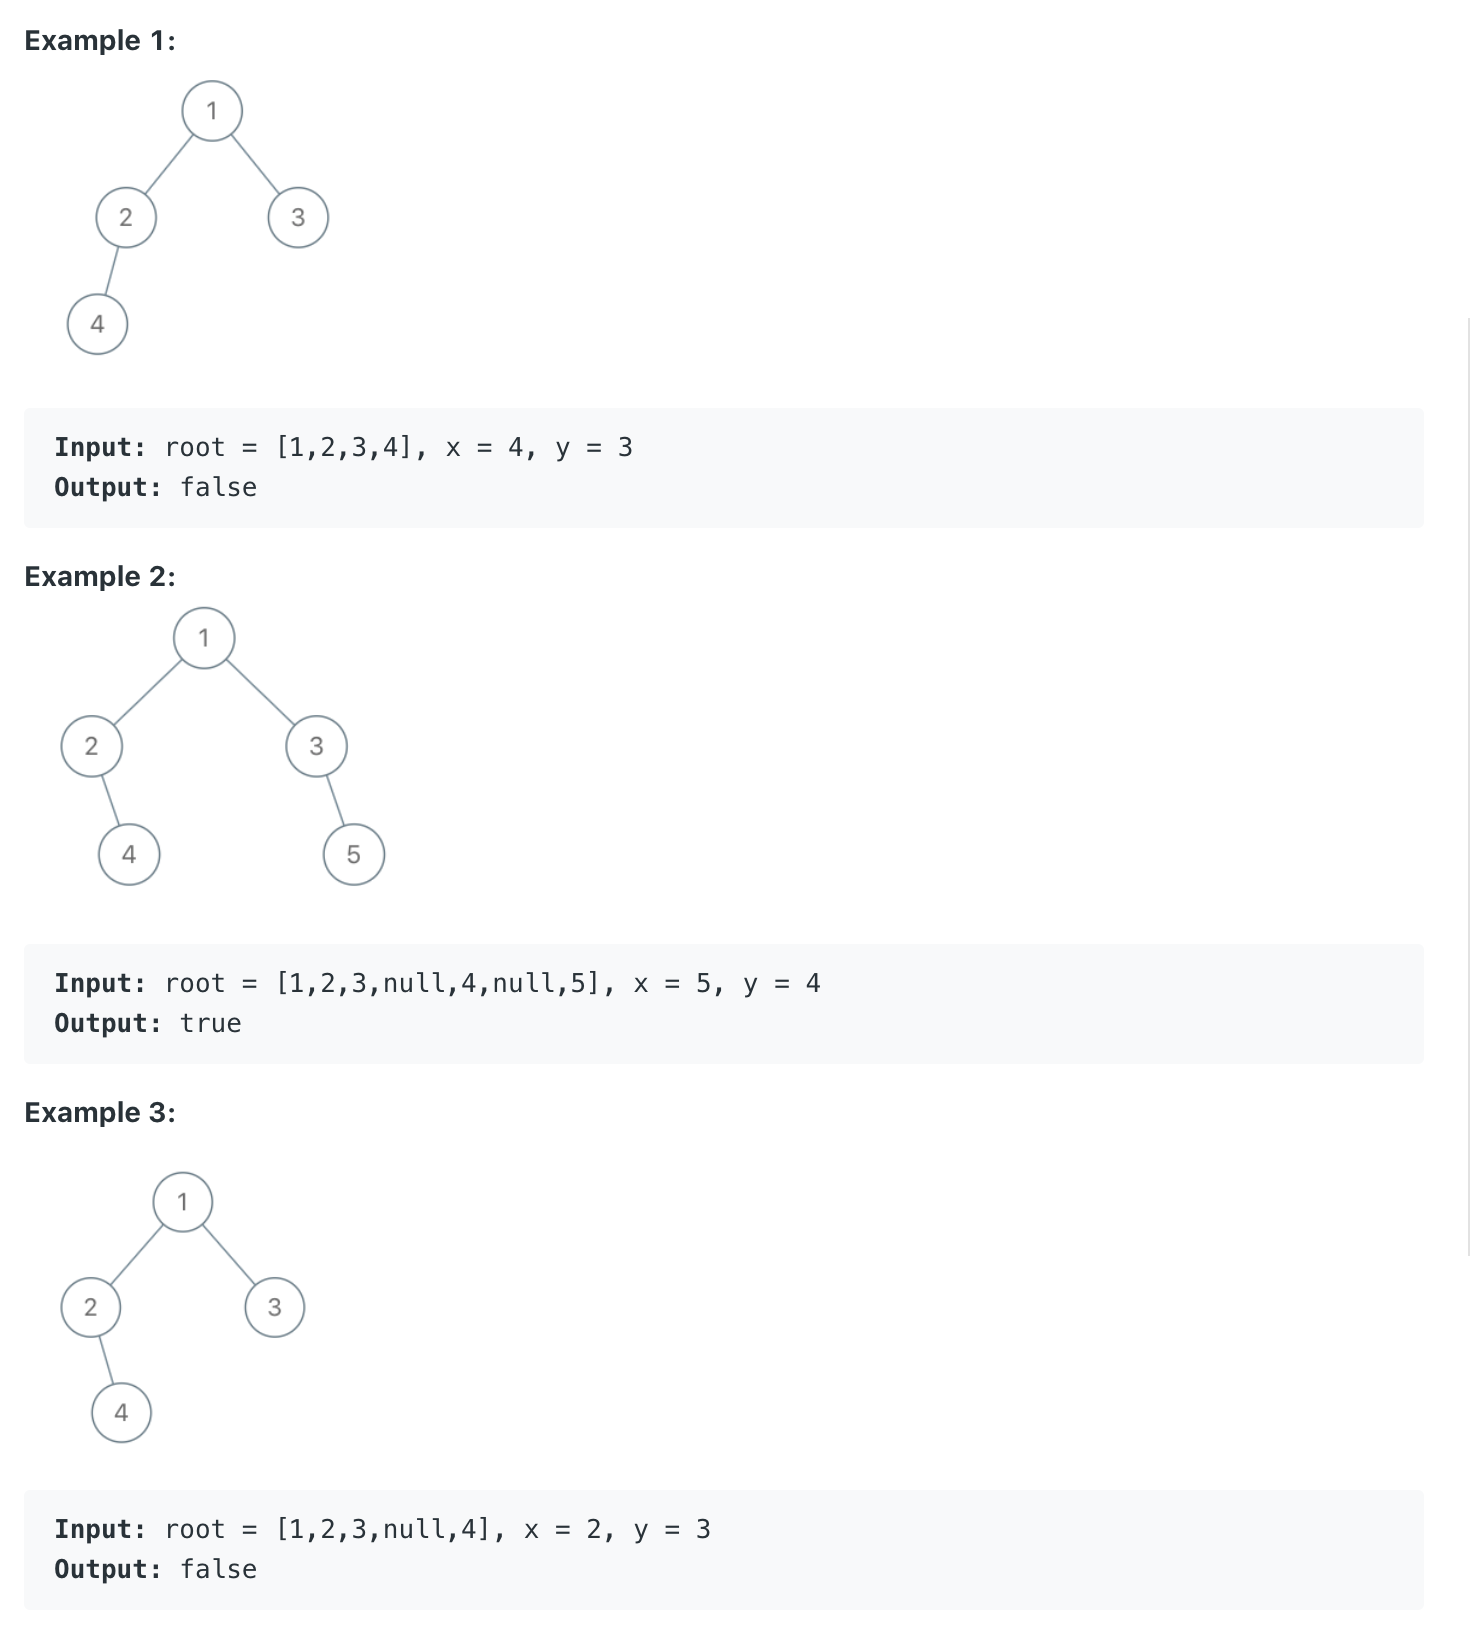 Example 1:
1
2 3
4
Input: root = [1,2,3,4], x = 4, y = 3
Output: false
Example 2:
1
2 3
4 5
Input: root = [1,2,3,null,4,null,5], x = 5, y = 4
Output: true
Example 3:
1
2 3
4
Input: root = [1,2,3,null,4], x = 2, y = 3
Output: false